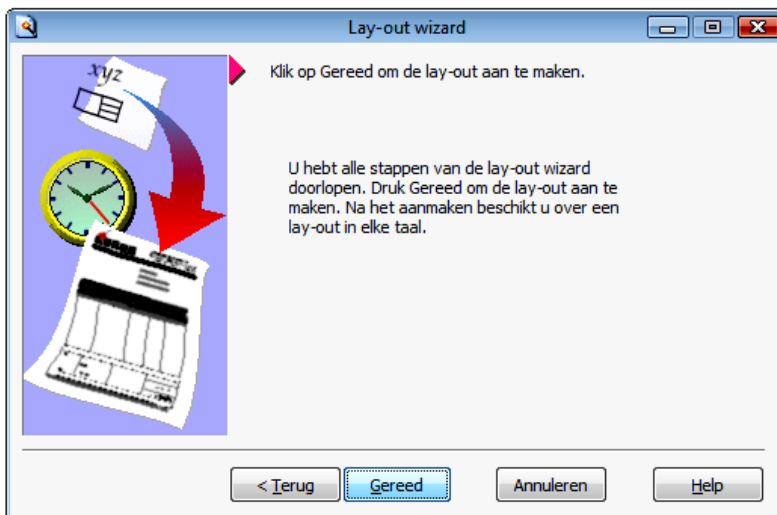 Lay-out wizard
xyz
Klik op Gereed om de lay-out aan te maken.
U hebt alle stappen van de lay-out wizard
doorlopen. Druk Gereed om de lay-out aan te
maken. Na het aanmaken beschikt u over een
lay-out in elke taal.
< Terug
Gereed
Annuleren
Help